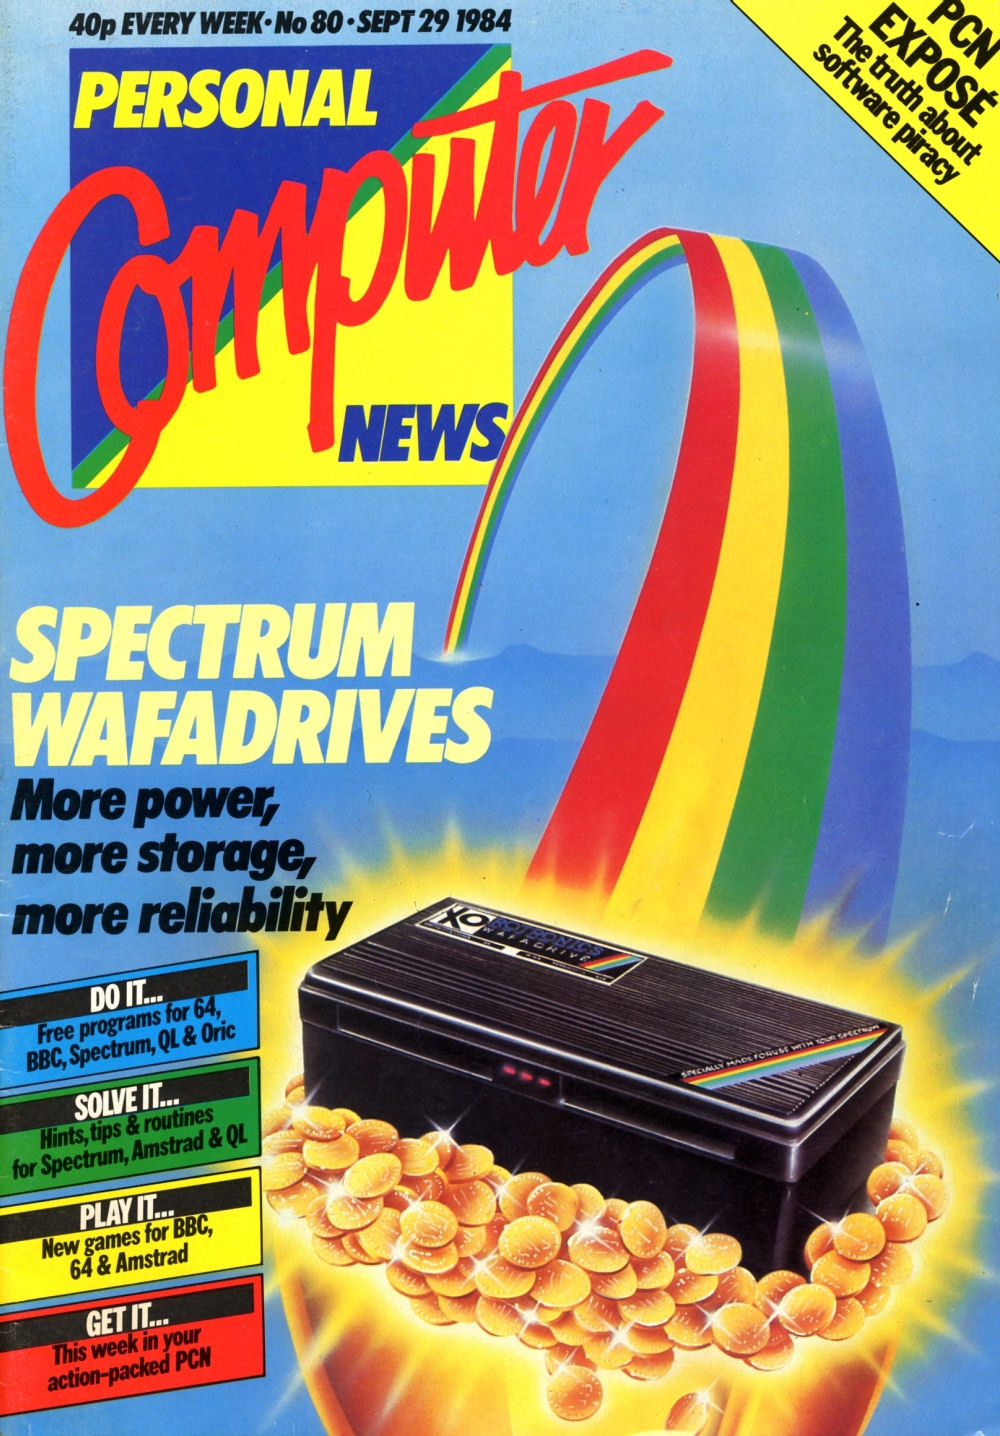 40p EVERY WEEK · No 80 · SEPT 29 1984
PCN
EXPOSÉ
The truth about
software piracy
PERSONAL
Computer
NEWS
SPECTRUM
WAFADRIVES
More power,
more storage,
more reliability
XO ROTRONICS
WAFADRIVE
SPECIALLY MADE FOR USE WITH YOUR SPECTRUM
DO IT...
Free programs for 64,
BBC, Spectrum, QL & Oric
SOLVE IT...
Hints, tips & routines
for Spectrum, Amstrad & QL
PLAY IT...
New games for BBC,
64 & Amstrad
GET IT...
This week in your
action-packed PCN